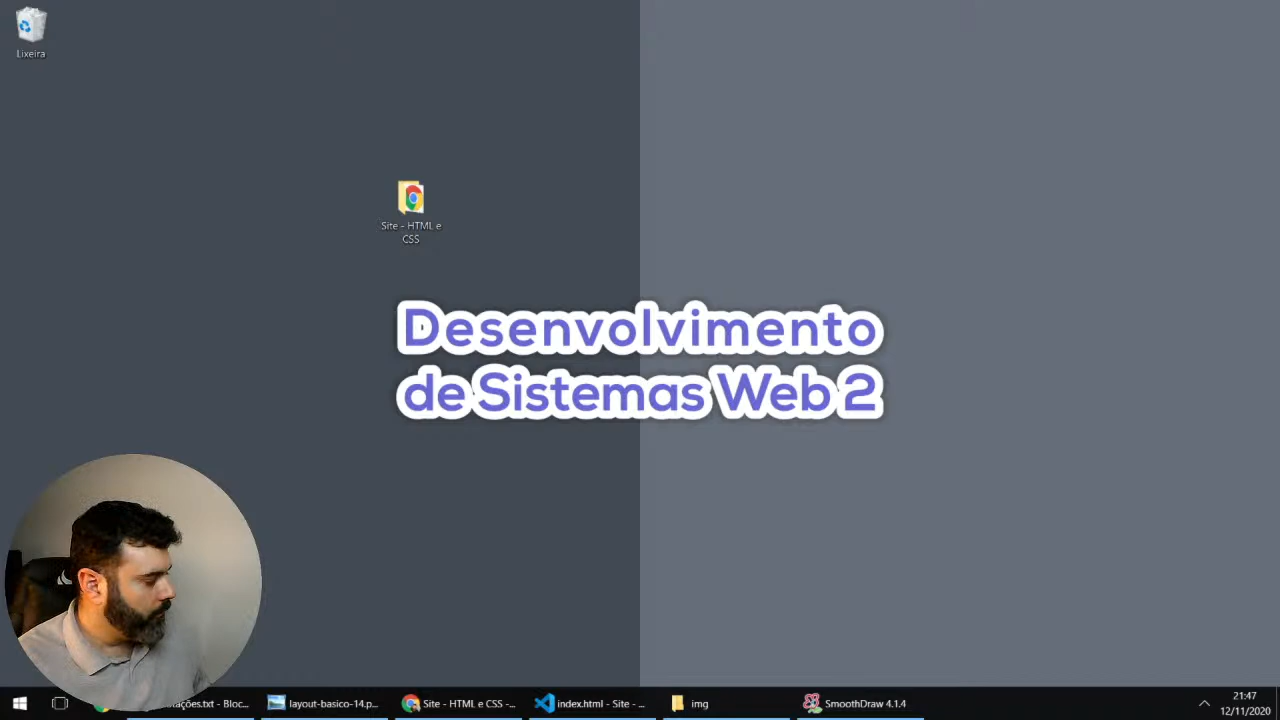 Lixeira
Site - HTML e
CSS
Desenvolvimento
de Sistemas Web 2
tações.txt - Bloc...
layout-basico-14.p...
Site - HTML e CSS -...
index.html - Site - ...
img
SmoothDraw 4.1.4
21:47
12/11/2020